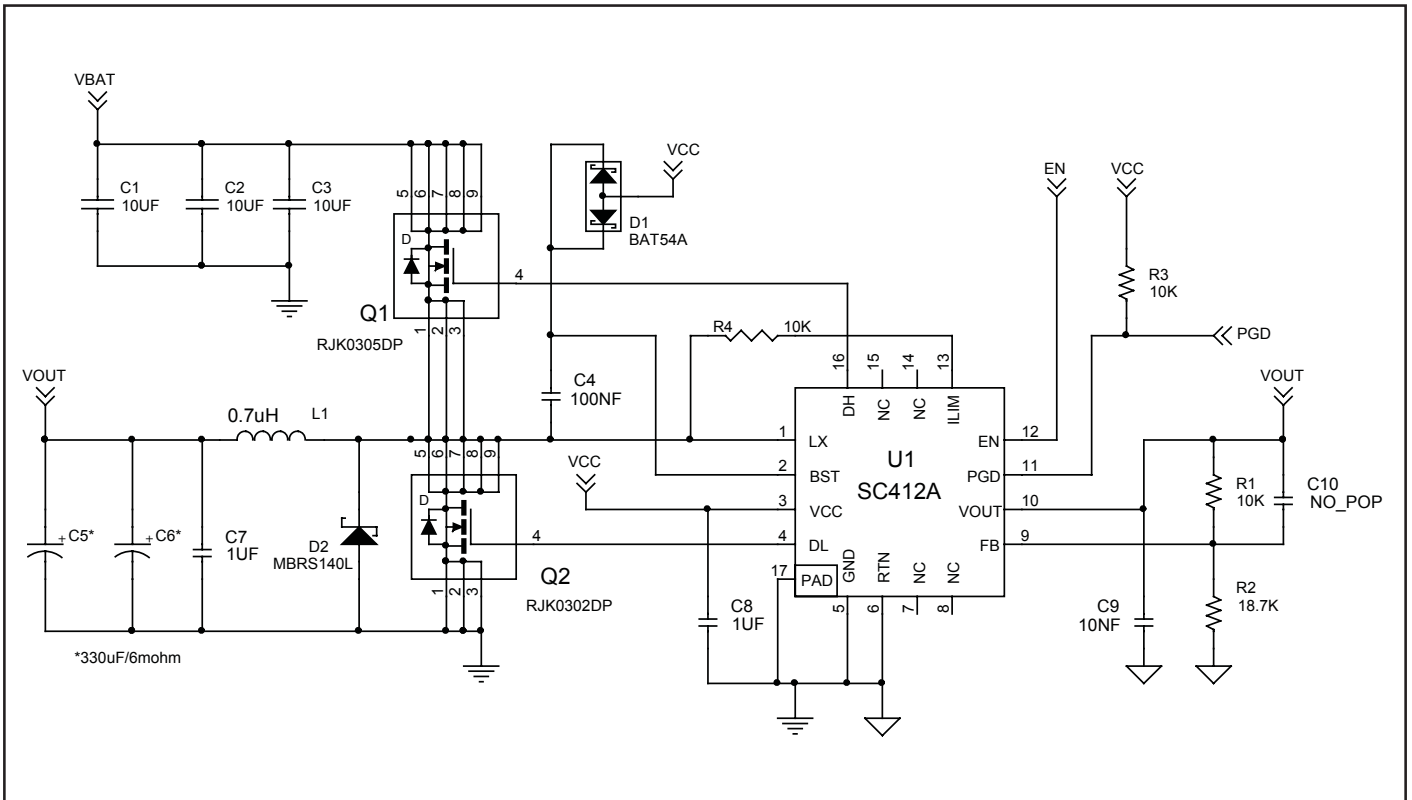 VBAT
C1
10UF
C2
10UF
C3
10UF
5
6
7
8
9
D
Q1
RJK0305DP
1
2
3
4
VCC
D1
BAT54A
EN
VCC
R3
10K
PGD
R4
10K
C4
100NF
16
15
14
13
DH
NC
NC
ILIM
VOUT
0.7uH
L1
5
6
7
8
9
D
Q2
RJK0302DP
1
2
3
4
VCC
1
LX
2
BST
3
VCC
4
DL
17
PAD
U1
SC412A
12
EN
11
PGD
10
VOUT
9
FB
GND
RTN
NC
NC
5
6
7
8
VOUT
R1
10K
C10
NO_POP
+
C5*
+
C6*
C7
1UF
D2
MBRS140L
C8
1UF
C9
10NF
R2
18.7K
*330uF/6mohm